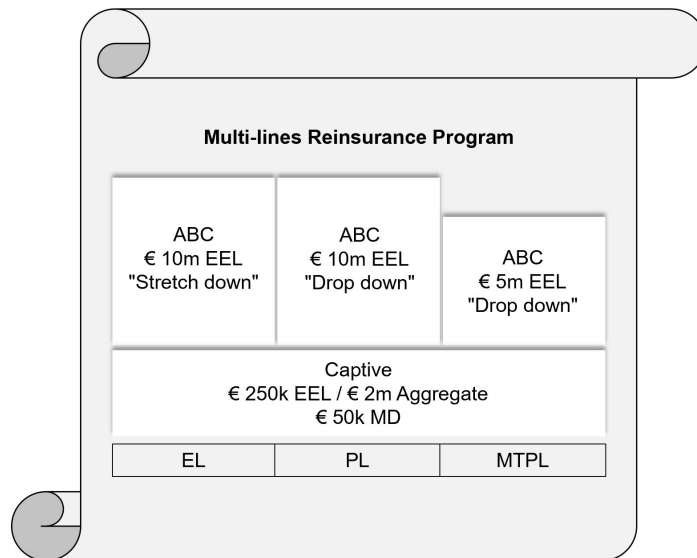 Multi-lines Reinsurance Program
ABC
€ 10m EEL
"Stretch down"
ABC
€ 10m EEL
"Drop down"
ABC
€ 5m EEL
"Drop down"
Captive
€ 250k EEL / € 2m Aggregate
€ 50k MD
EL
PL
MTPL